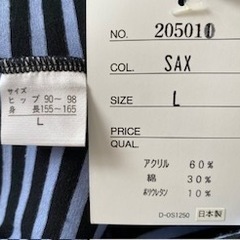 サイズ
ヒップ 90〜 98
身 長155〜165
L
NO. 205010
COL. SAX
SIZE L
PRICE
QUAL.
アクリル 60%
綿 30%
ポリウレタン 10%
D-OS1250 日本製